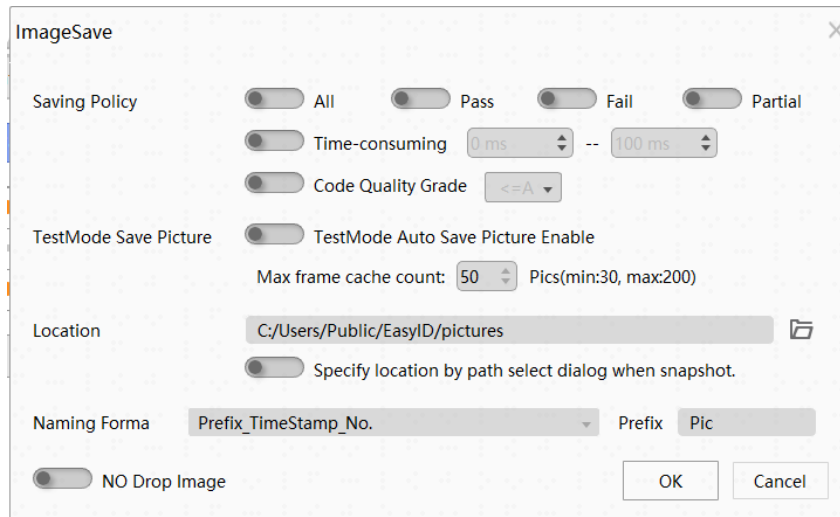 ImageSave
Saving Policy All Pass Fail Partial
Time-consuming 0 ms -- 100 ms
Code Quality Grade <=A
TestMode Save Picture TestMode Auto Save Picture Enable
Max frame cache count: 50 Pics(min:30, max:200)
Location C:/Users/Public/EasyID/pictures
Specify location by path select dialog when snapshot.
Naming Forma Prefix_TimeStamp_No. Prefix Pic
NO Drop Image OK Cancel